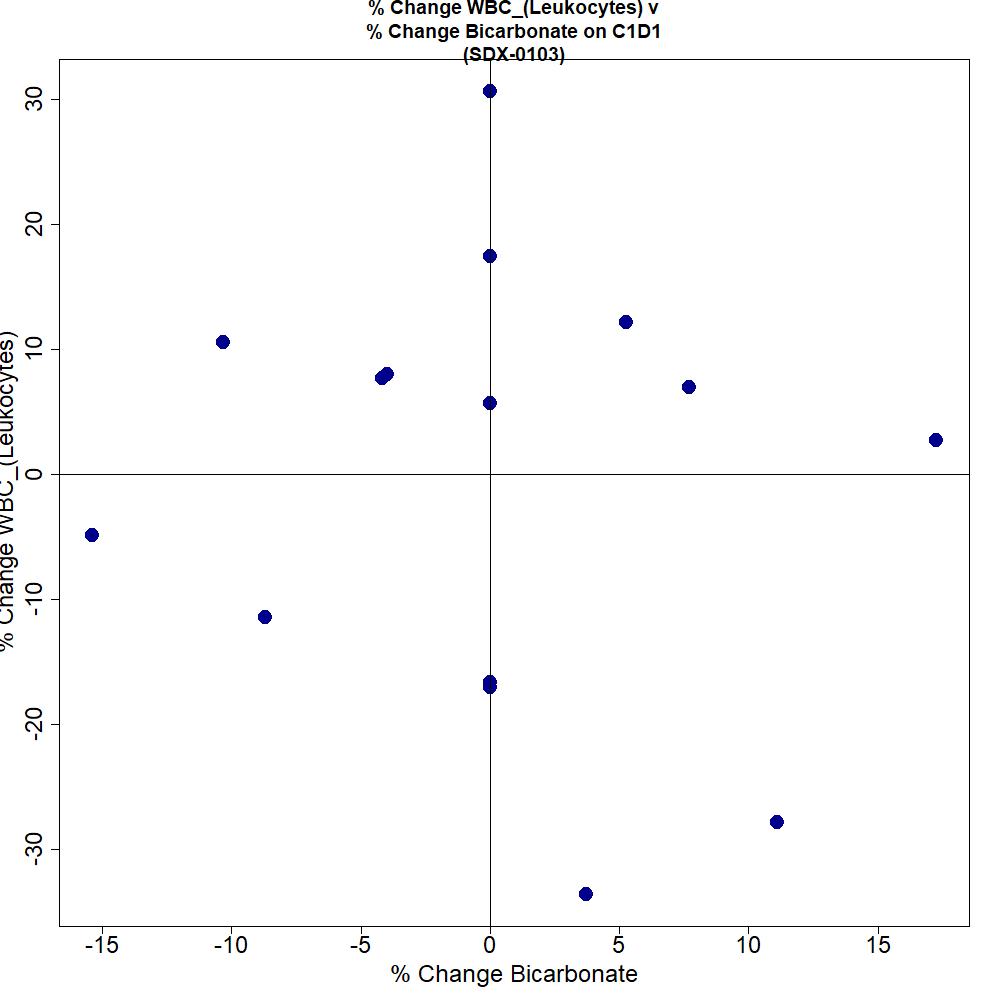 % Change WBC_(Leukocytes) v
% Change Bicarbonate on C1D1
(SDX-0103)
% Change WBC_(Leukocytes)
30
20
10
0
-10
-20
-30
-15
-10
-5
0
5
10
15
% Change Bicarbonate